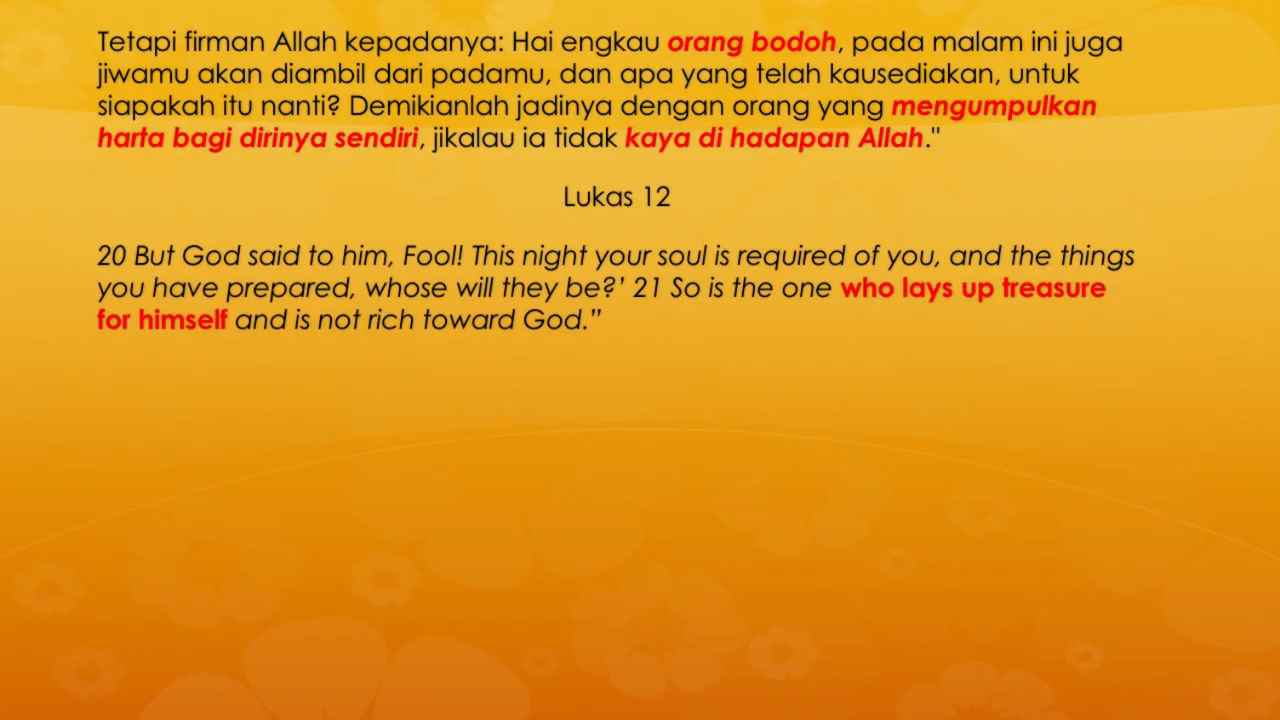 Tetapi firman Allah kepadanya: Hai engkau orang bodoh, pada malam ini juga
jiwamu akan diambil dari padamu, dan apa yang telah kausediakan, untuk
siapakah itu nanti? Demikianlah jadinya dengan orang yang mengumpulkan
harta bagi dirinya sendiri, jikalau ia tidak kaya di hadapan Allah."
Lukas 12
20 But God said to him, Fool! This night your soul is required of you, and the things
you have prepared, whose will they be?’ 21 So is the one who lays up treasure
for himself and is not rich toward God.”